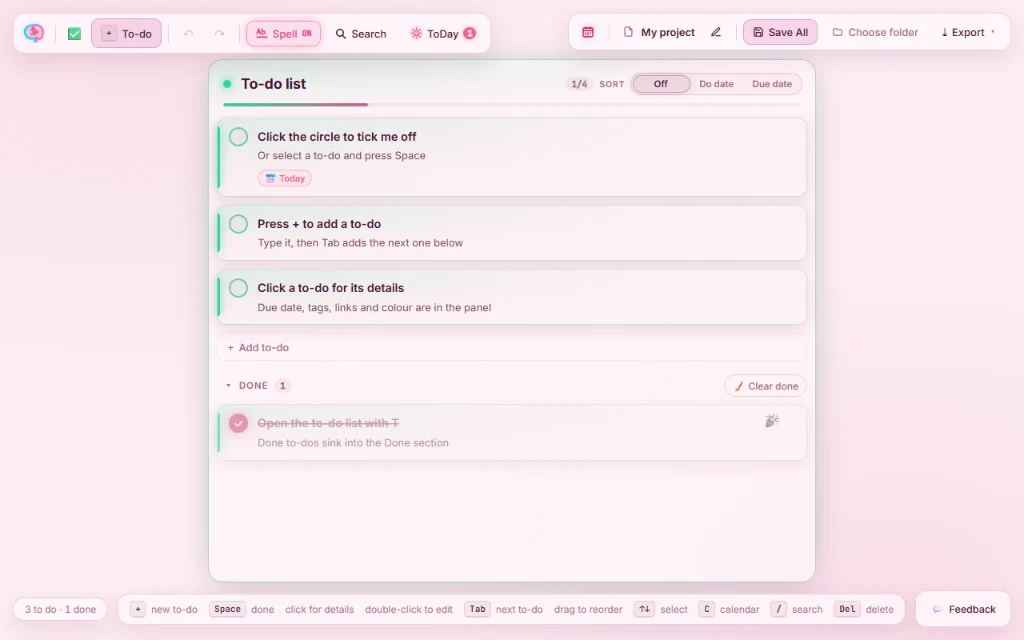 + To-do
Ab Spell ON
Search
ToDay 1
My project
Save All
Choose folder
Export
To-do list
1/4 SORT Off Do date Due date
Click the circle to tick me off
Or select a to-do and press Space
Today
Press + to add a to-do
Type it, then Tab adds the next one below
Click a to-do for its details
Due date, tags, links and colour are in the panel
+ Add to-do
DONE 1
Clear done
Open the to-do list with T
Done to-dos sink into the Done section
3 to do · 1 done
+ new to-do Space done click for details double-click to edit Tab next to-do drag to reorder ↑↓ select C calendar / search Del delete
Feedback